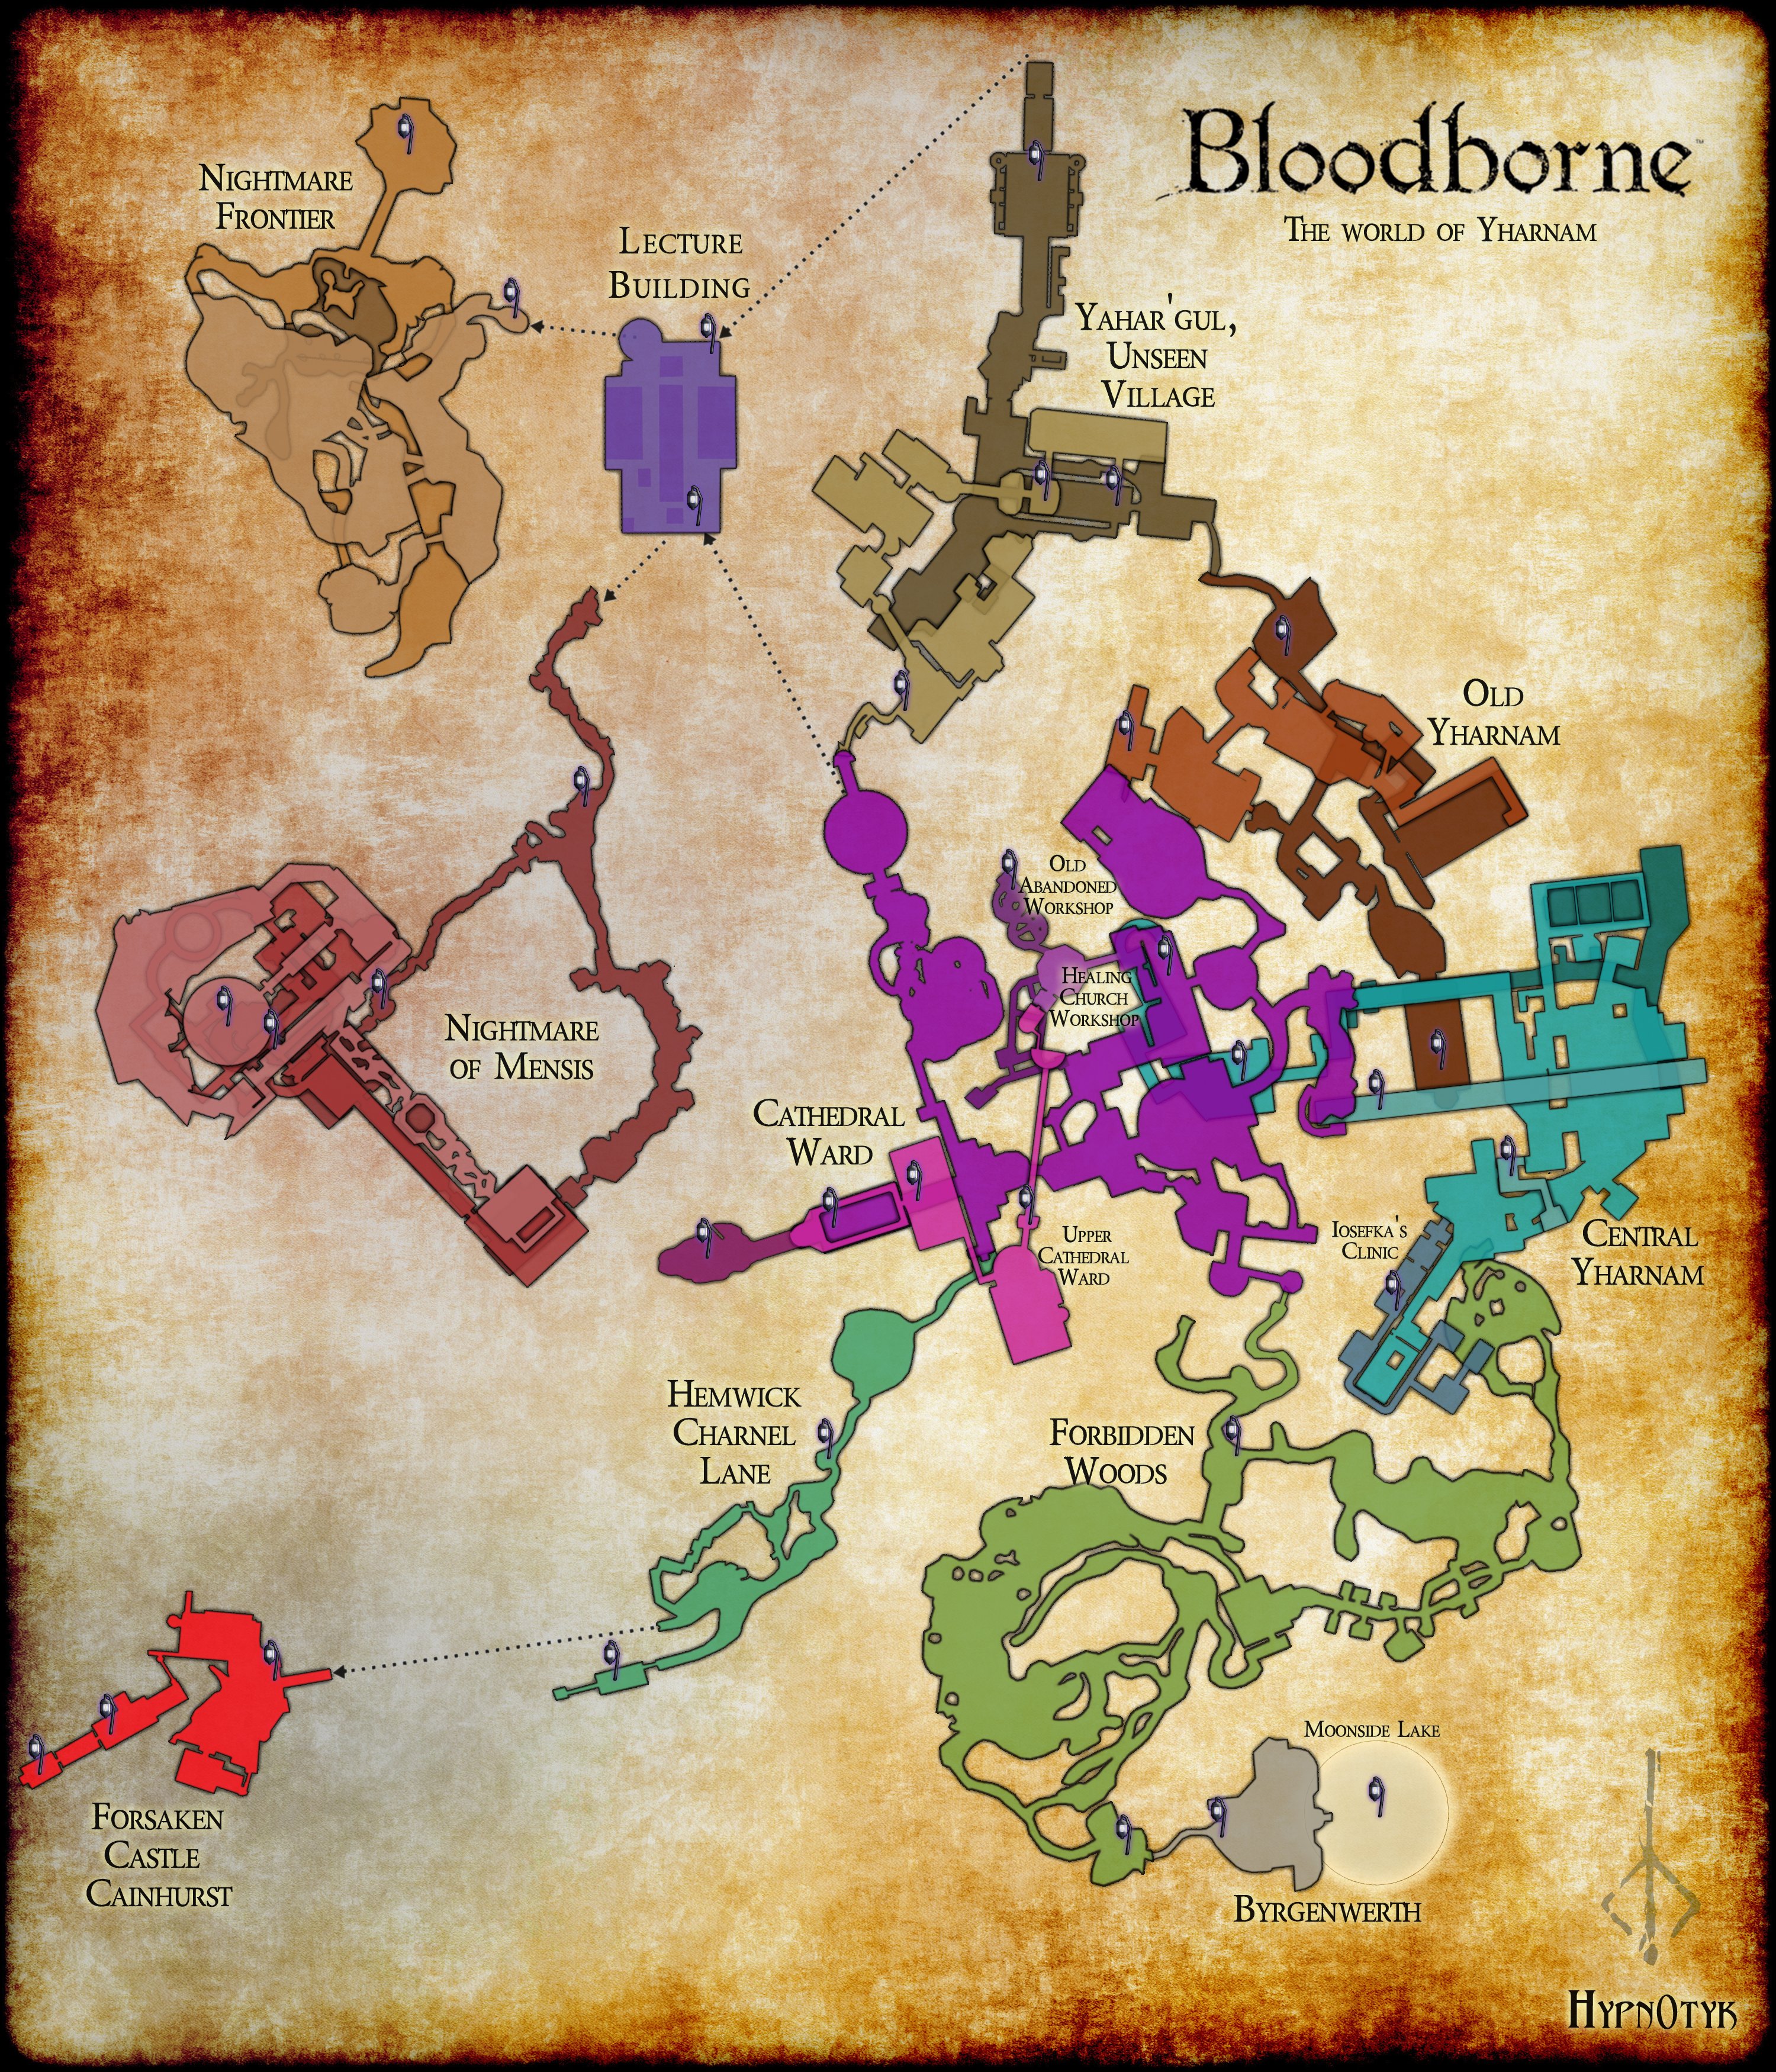 Bloodborne™
The world of Yharnam
Nightmare
Frontier
Lecture
Building
Yahar'gul,
Unseen
Village
Old
Yharnam
Old
Abandoned
Workshop
Healing
Church
Workshop
Nightmare
of Mensis
Cathedral
Ward
Upper
Cathedral
Ward
Iosefka's
Clinic
Central
Yharnam
Hemwick
Charnel
Lane
Forbidden
Woods
Forsaken
Castle
Cainhurst
Moonside Lake
Byrgenwerth
Hypn0tyk